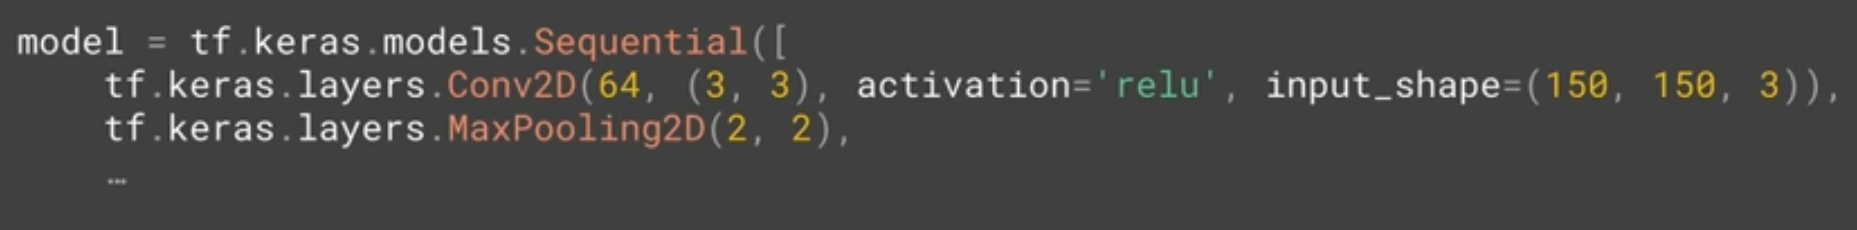 model = tf.keras.models.Sequential([
    tf.keras.layers.Conv2D(64, (3, 3), activation='relu', input_shape=(150, 150, 3)),
    tf.keras.layers.MaxPooling2D(2, 2),
    …